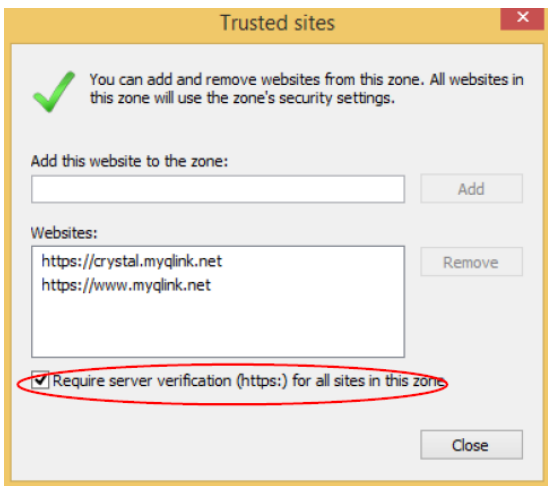 Trusted sites
You can add and remove websites from this zone. All websites in
this zone will use the zone's security settings.
Add this website to the zone:
Add
Websites:
https://crystal.myqlink.net
https://www.myqlink.net
Remove
Require server verification (https:) for all sites in this zone
Close